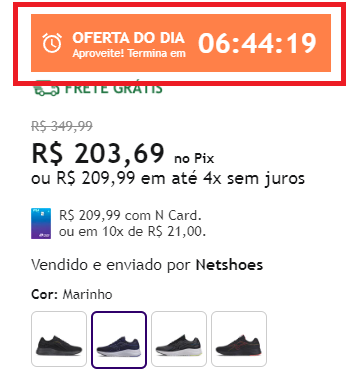 OFERTA DO DIA
Aproveite! Termina em
06:44:19
FRETE GRÁTIS
R$ 349,99
R$ 203,69 no Pix
ou R$ 209,99 em até 4x sem juros
R$ 209,99 com N Card.
ou em 10x de R$ 21,00.
Vendido e enviado por Netshoes
Cor: Marinho